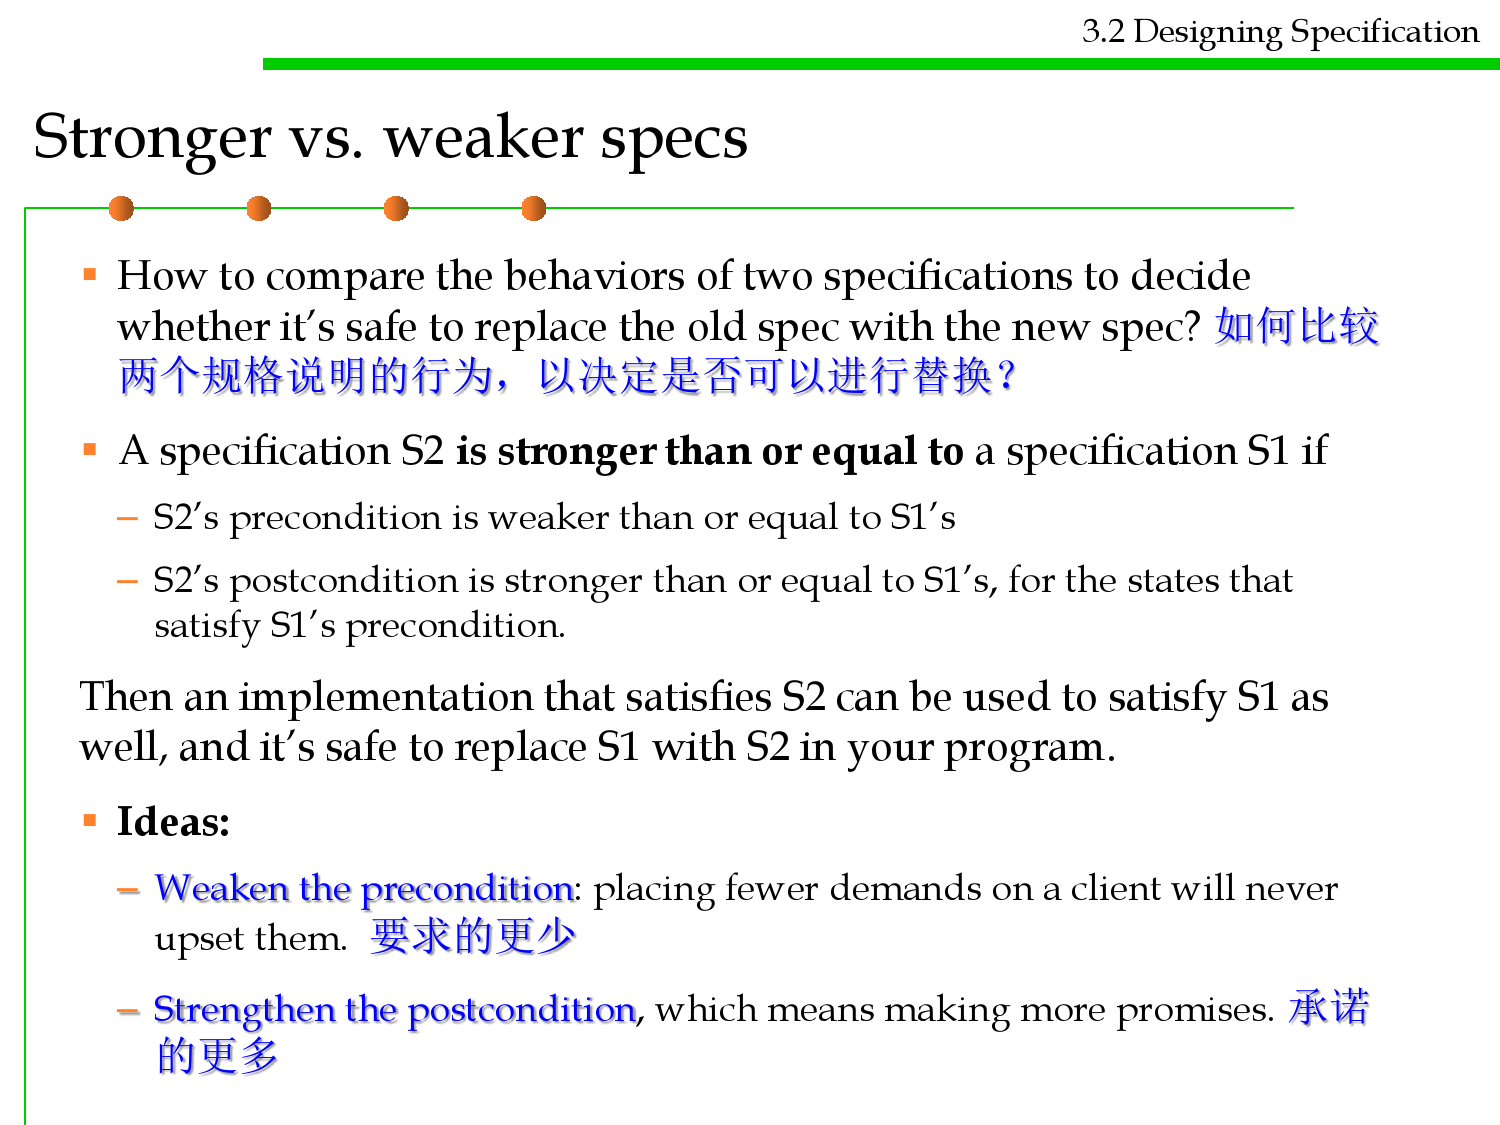 3.2 Designing Specification
Stronger vs. weaker specs
▪ How to compare the behaviors of two specifications to decide
whether it’s safe to replace the old spec with the new spec? 如何比较
两个规格说明的行为，以决定是否可以进行替换？
▪ A specification S2 is stronger than or equal to a specification S1 if
– S2’s precondition is weaker than or equal to S1’s
– S2’s postcondition is stronger than or equal to S1’s, for the states that
satisfy S1’s precondition.
Then an implementation that satisfies S2 can be used to satisfy S1 as
well, and it’s safe to replace S1 with S2 in your program.
▪ Ideas:
– Weaken the precondition: placing fewer demands on a client will never
upset them. 要求的更少
– Strengthen the postcondition, which means making more promises. 承诺
的更多